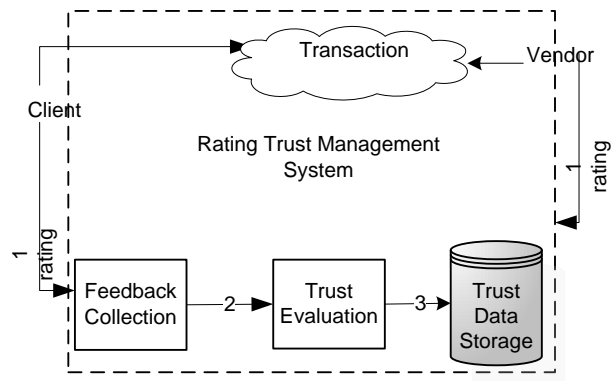 Transaction
Vendor
Client
Rating Trust Management
System
1
rating
1
rating
Feedback
Collection
2
Trust
Evaluation
3
Trust
Data
Storage